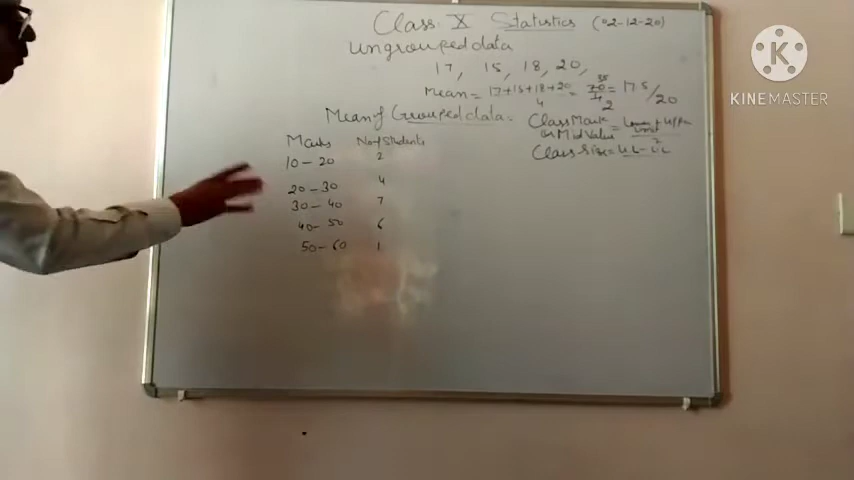 Class: X Statistics (02-12-20)
ungrouped data
17, 15, 18, 20,
Mean = 17+15+18+20 / 4 = 70 / 4 = 35 / 2 = 17.5/20
Mean of Grouped data:
Class Mark or Mid Value = Lower limit + Upper / 2
Class-Size = UL - LL
Marks No of Students
10-20 2
20-30 4
30-40 7
40-50 6
50-60 1
K
KINEMASTER